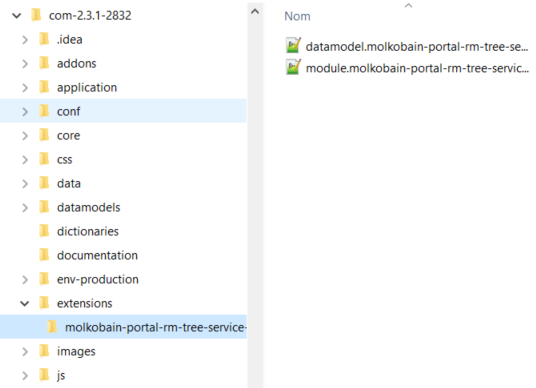 com-2.3.1-2832
.idea
addons
application
conf
core
css
data
datamodels
dictionaries
documentation
env-production
extensions
molkobain-portal-rm-tree-service-
images
js
Nom
datamodel.molkobain-portal-rm-tree-se...
module.molkobain-portal-rm-tree-servic...